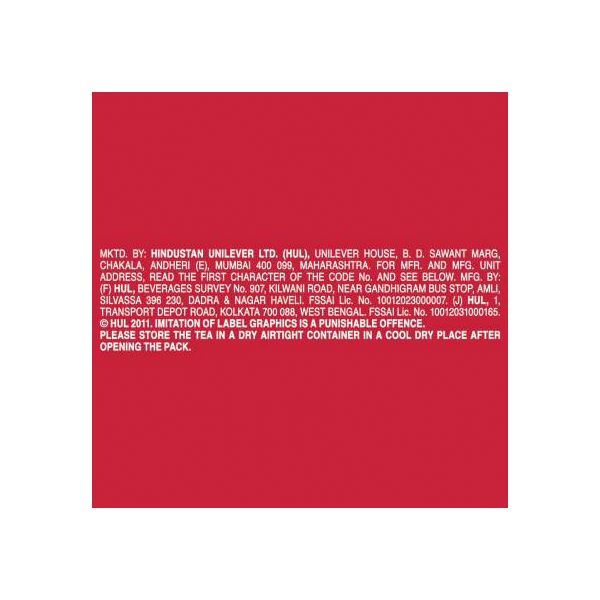 MKTD. BY: HINDUSTAN UNILEVER LTD. (HUL), UNILEVER HOUSE, B. D. SAWANT MARG,
CHAKALA, ANDHERI (E), MUMBAI 400 099, MAHARASHTRA. FOR MFR. AND MFG. UNIT
ADDRESS, READ THE FIRST CHARACTER OF THE CODE No. AND SEE BELOW. MFG. BY:
(F) HUL, BEVERAGES SURVEY No. 907, KILWANI ROAD, NEAR GANDHIGRAM BUS STOP, AMLI,
SILVASSA 396 230, DADRA & NAGAR HAVELI. FSSAI Lic. No. 10012023000007. (J) HUL, 1,
TRANSPORT DEPOT ROAD, KOLKATA 700 088, WEST BENGAL. FSSAI Lic. No. 10012031000165.
© HUL 2011. IMITATION OF LABEL GRAPHICS IS A PUNISHABLE OFFENCE.
PLEASE STORE THE TEA IN A DRY AIRTIGHT CONTAINER IN A COOL DRY PLACE AFTER
OPENING THE PACK.